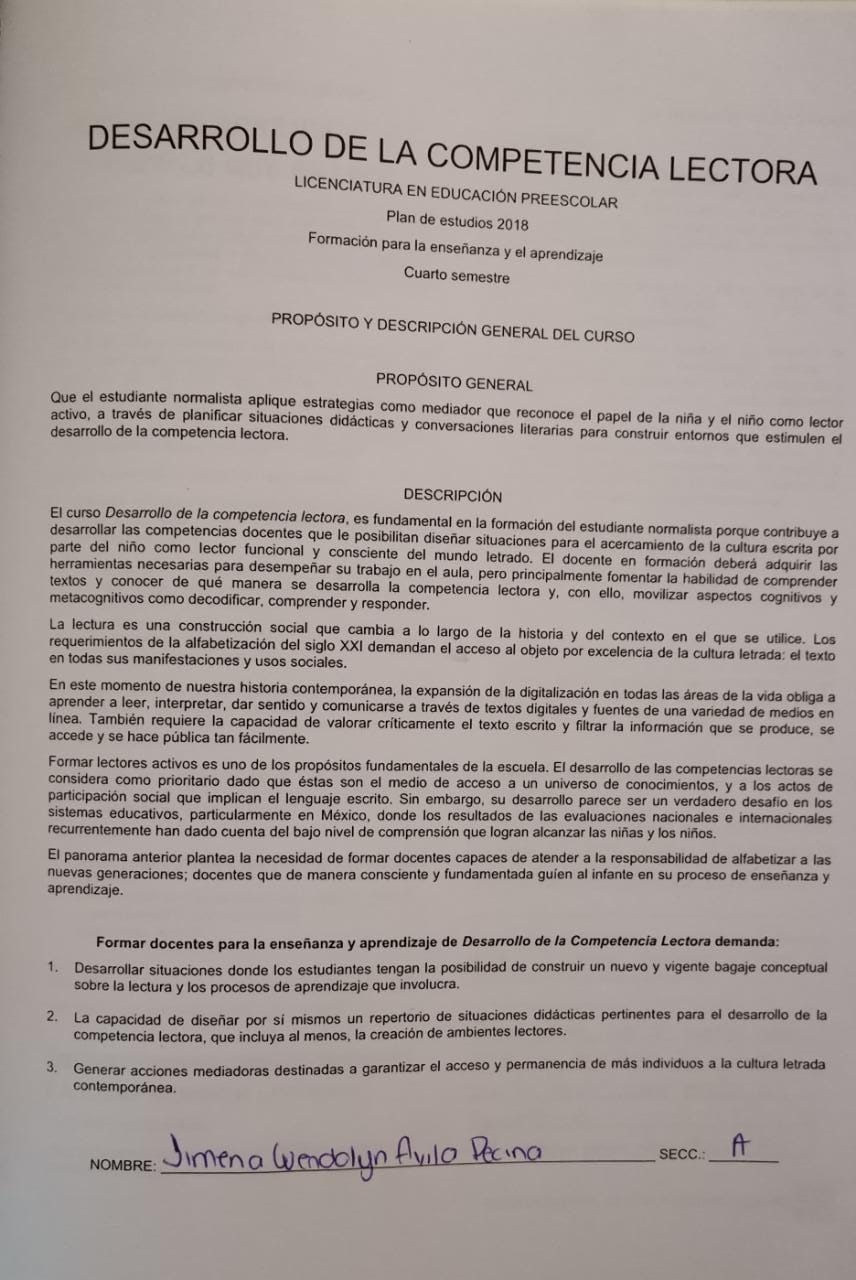 DESARROLLO DE LA COMPETENCIA LECTORA
LICENCIATURA EN EDUCACIÓN PREESCOLAR
Plan de estudios 2018
Formación para la enseñanza y el aprendizaje
Cuarto semestre
PROPÓSITO Y DESCRIPCIÓN GENERAL DEL CURSO
PROPÓSITO GENERAL
Que el estudiante normalista aplique estrategias como mediador que reconoce el papel de la niña y el niño como lector
activo, a través de planificar situaciones didácticas y conversaciones literarias para construir entornos que estimulen el
desarrollo de la competencia lectora.
DESCRIPCIÓN
El curso Desarrollo de la competencia lectora, es fundamental en la formación del estudiante normalista porque contribuye a
desarrollar las competencias docentes que le posibilitan diseñar situaciones para el acercamiento de la cultura escrita por
parte del niño como lector funcional y consciente del mundo letrado. El docente en formación deberá adquirir las
herramientas necesarias para desempeñar su trabajo en el aula, pero principalmente fomentar la habilidad de comprender
textos y conocer de qué manera se desarrolla la competencia lectora y, con ello, movilizar aspectos cognitivos y
metacognitivos como decodificar, comprender y responder.
La lectura es una construcción social que cambia a lo largo de la historia y del contexto en el que se utilice. Los
requerimientos de la alfabetización del siglo XXI demandan el acceso al objeto por excelencia de la cultura letrada: el texto
en todas sus manifestaciones y usos sociales.
En este momento de nuestra historia contemporánea, la expansión de la digitalización en todas las áreas de la vida obliga a
aprender a leer, interpretar, dar sentido y comunicarse a través de textos digitales y fuentes de una variedad de medios en
línea. También requiere la capacidad de valorar críticamente el texto escrito y filtrar la información que se produce, se
accede y se hace pública tan fácilmente.
Formar lectores activos es uno de los propósitos fundamentales de la escuela. El desarrollo de las competencias lectoras se
considera como prioritario dado que éstas son el medio de acceso a un universo de conocimientos, y a los actos de
participación social que implican el lenguaje escrito. Sin embargo, su desarrollo parece ser un verdadero desafío en los
sistemas educativos, particularmente en México, donde los resultados de las evaluaciones nacionales e internacionales
recurrentemente han dado cuenta del bajo nivel de comprensión que logran alcanzar las niñas y los niños.
El panorama anterior plantea la necesidad de formar docentes capaces de atender a la responsabilidad de alfabetizar a las
nuevas generaciones; docentes que de manera consciente y fundamentada guíen al infante en su proceso de enseñanza y
aprendizaje.
Formar docentes para la enseñanza y aprendizaje de Desarrollo de la Competencia Lectora demanda:
1. Desarrollar situaciones donde los estudiantes tengan la posibilidad de construir un nuevo y vigente bagaje conceptual
sobre la lectura y los procesos de aprendizaje que involucra.
2. La capacidad de diseñar por sí mismos un repertorio de situaciones didácticas pertinentes para el desarrollo de la
competencia lectora, que incluya al menos, la creación de ambientes lectores.
3. Generar acciones mediadoras destinadas a garantizar el acceso y permanencia de más individuos a la cultura letrada
contemporánea.
NOMBRE: Jimena Wendolyn Avila Pecina SECC.: A